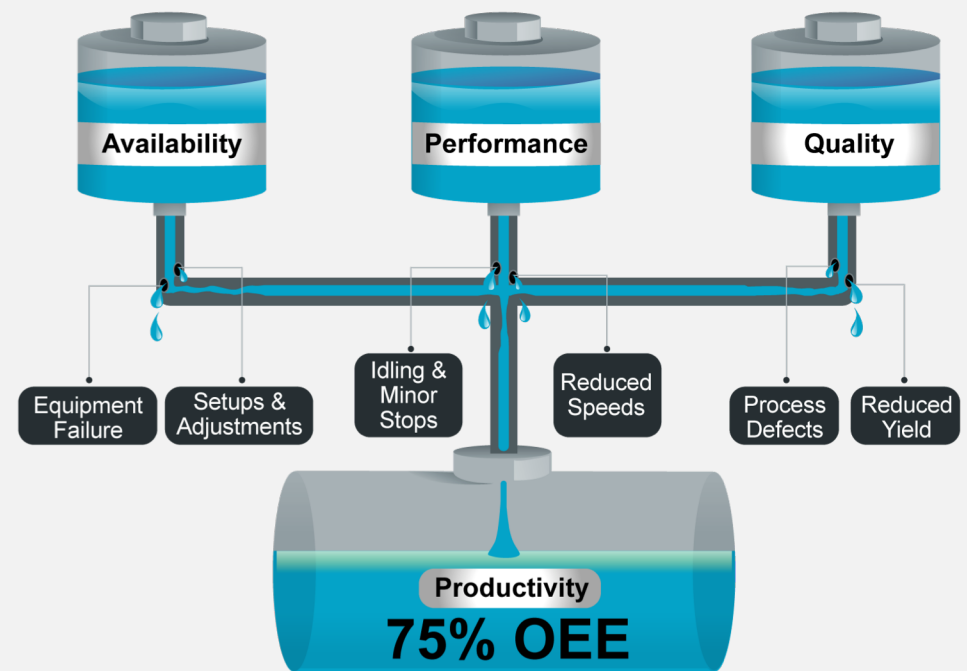 Availability
Performance
Quality
Equipment
Failure
Setups &
Adjustments
Idling &
Minor
Stops
Reduced
Speeds
Process
Defects
Reduced
Yield
Productivity
75% OEE